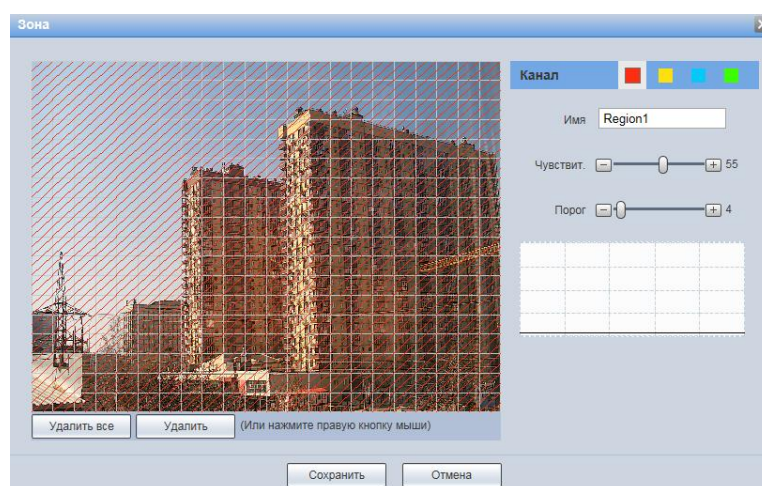 Зона
Канал
Имя Region1
Чувствит. 55
Порог 4
Удалить все Удалить (Или нажмите правую кнопку мыши)
Сохранить Отмена